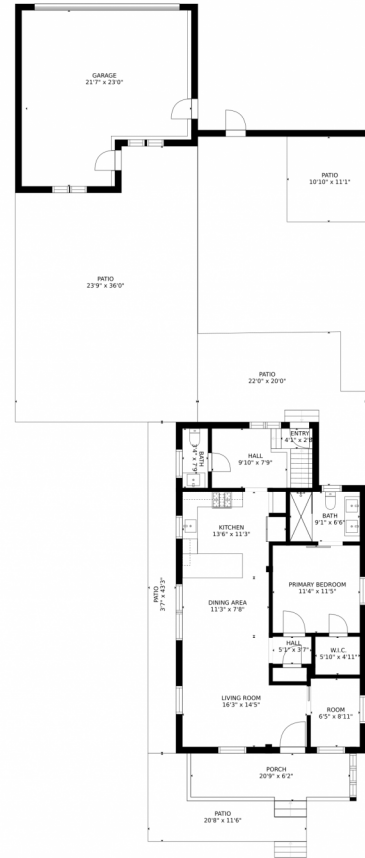 GARAGE
21'7" x 23'0"
PATIO
10'10" x 11'1"
PATIO
23'9" x 36'0"
PATIO
22'0" x 20'0"
ENTRY
4'1" x 2'8
BATH
3'4" x 7'9"
HALL
9'10" x 7'9"
BATH
9'1" x 6'6"
KITCHEN
13'6" x 11'3"
PRIMARY BEDROOM
11'4" x 11'5"
PATIO
3'7" x 43'3"
DINING AREA
11'3" x 7'8"
HALL
5'1" x 3'7"
W.I.C.
5'10" x 4'11"
LIVING ROOM
16'3" x 14'5"
ROOM
6'5" x 8'11"
PORCH
20'9" x 6'2"
PATIO
20'8" x 11'6"